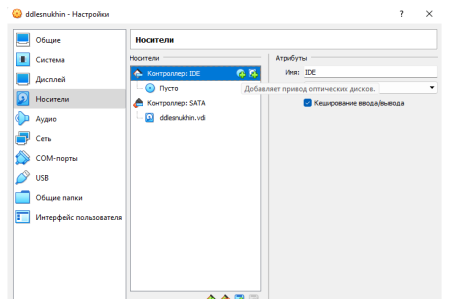 ddlesnukhin - Настройки
Общие
Система
Дисплей
Носители
Аудио
Сеть
COM-порты
USB
Общие папки
Интерфейс пользователя
Носители
Носители
Контроллер: IDE
Пусто
Контроллер: SATA
ddlesnukhin.vdi
Атрибуты
Имя: IDE
Добавляет привод оптических дисков.
Кеширование ввода/вывода